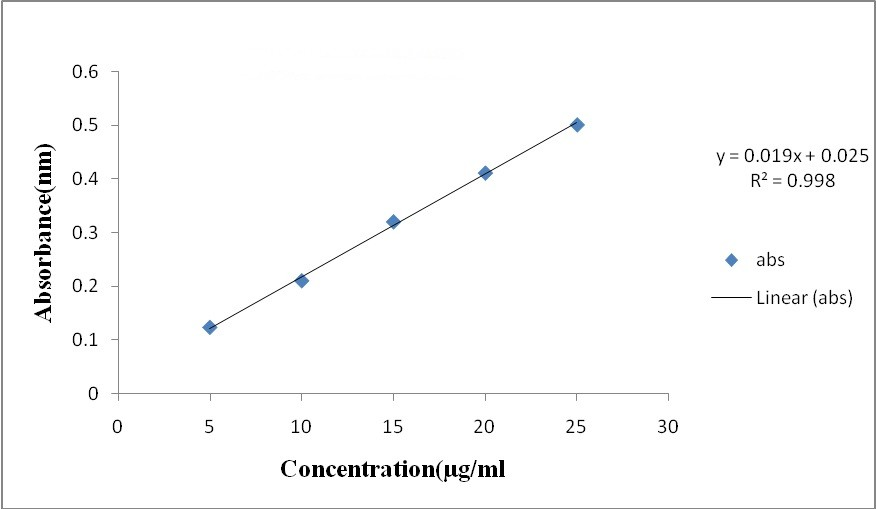 0.6
0.5
0.4
0.3
0.2
0.1
0
0 5 10 15 20 25 30
Absorbance(nm)
Concentration(µg/ml
y = 0.019x + 0.025
R² = 0.998
abs
Linear (abs)